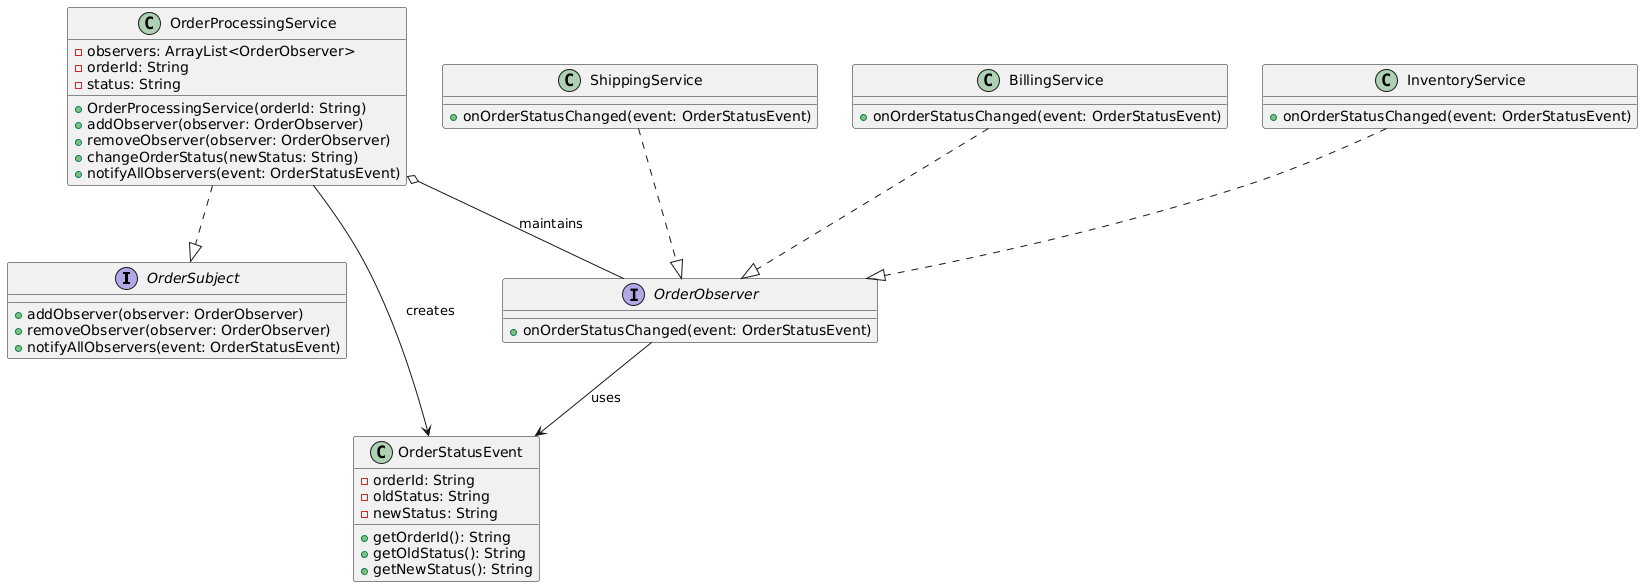 C OrderProcessingService
observers: ArrayList<OrderObserver>
orderId: String
status: String
OrderProcessingService(orderId: String)
addObserver(observer: OrderObserver)
removeObserver(observer: OrderObserver)
changeOrderStatus(newStatus: String)
notifyAllObservers(event: OrderStatusEvent)
C ShippingService
onOrderStatusChanged(event: OrderStatusEvent)
C BillingService
onOrderStatusChanged(event: OrderStatusEvent)
C InventoryService
onOrderStatusChanged(event: OrderStatusEvent)
maintains
I OrderSubject
addObserver(observer: OrderObserver)
removeObserver(observer: OrderObserver)
notifyAllObservers(event: OrderStatusEvent)
creates
I OrderObserver
onOrderStatusChanged(event: OrderStatusEvent)
uses
C OrderStatusEvent
orderId: String
oldStatus: String
newStatus: String
getOrderId(): String
getOldStatus(): String
getNewStatus(): String